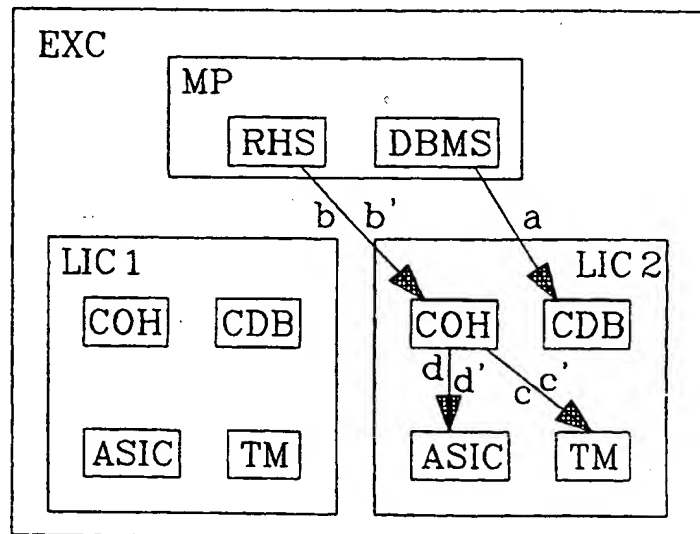 EXC
MP
RHS
DBMS
b
b'
a
LIC 1
LIC 2
COH
CDB
COH
CDB
d
d'
c
c'
ASIC
TM
ASIC
TM